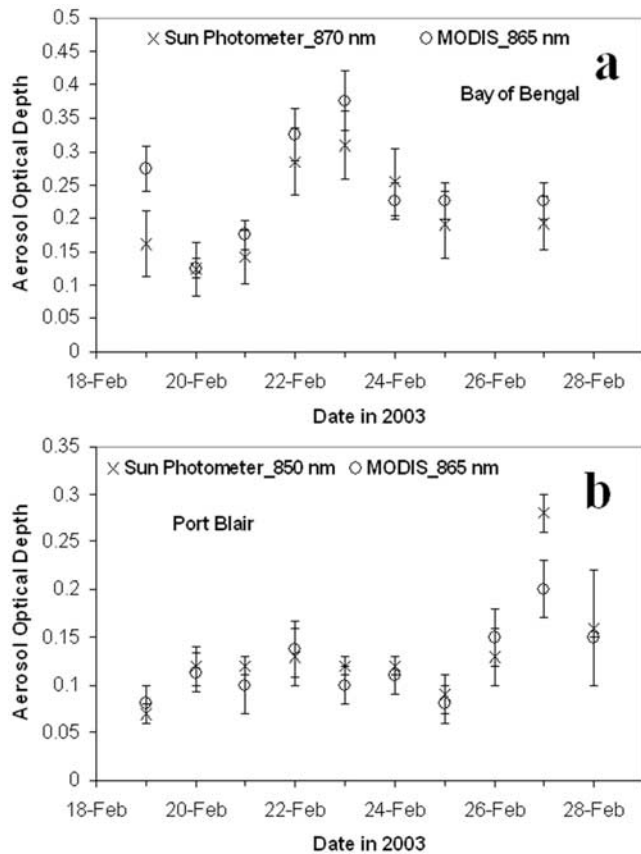 0.5
× Sun Photometer_870 nm ○ MODIS_865 nm
a
0.45
0.4
Bay of Bengal
0.35
0.3
0.25
0.2
0.15
0.1
0.05
0
Aerosol Optical Depth
18-Feb 20-Feb 22-Feb 24-Feb 26-Feb 28-Feb
Date in 2003
0.35
× Sun Photometer_850 nm ○ MODIS_865 nm
b
0.3
Port Blair
0.25
0.2
0.15
0.1
0.05
0
Aerosol Optical Depth
18-Feb 20-Feb 22-Feb 24-Feb 26-Feb 28-Feb
Date in 2003